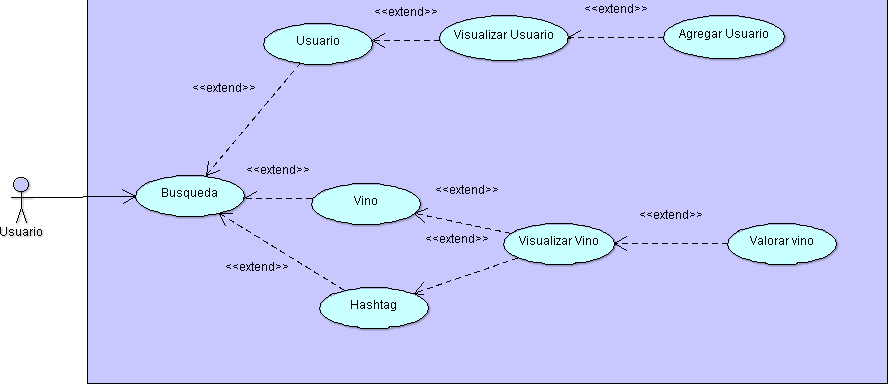 <<extend>>
<<extend>>
Usuario
Visualizar Usuario
Agregar Usuario
<<extend>>
<<extend>>
Busqueda
<<extend>>
Vino
<<extend>>
Valorar vino
Visualizar Vino
<<extend>>
Usuario
<<extend>>
Hashtag
<<extend>>